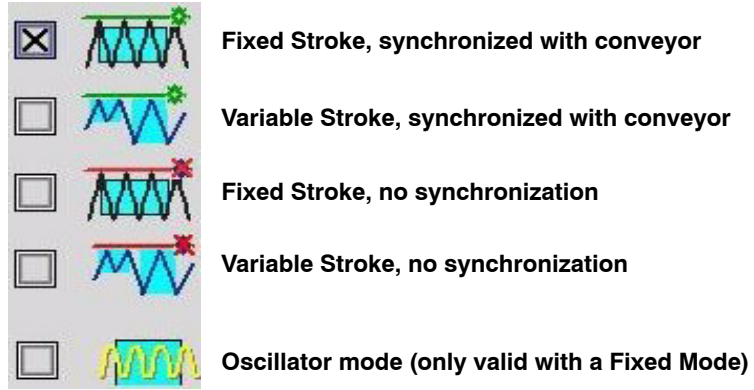 Fixed Stroke, synchronized with conveyor
Variable Stroke, synchronized with conveyor
Fixed Stroke, no synchronization
Variable Stroke, no synchronization
Oscillator mode (only valid with a Fixed Mode)